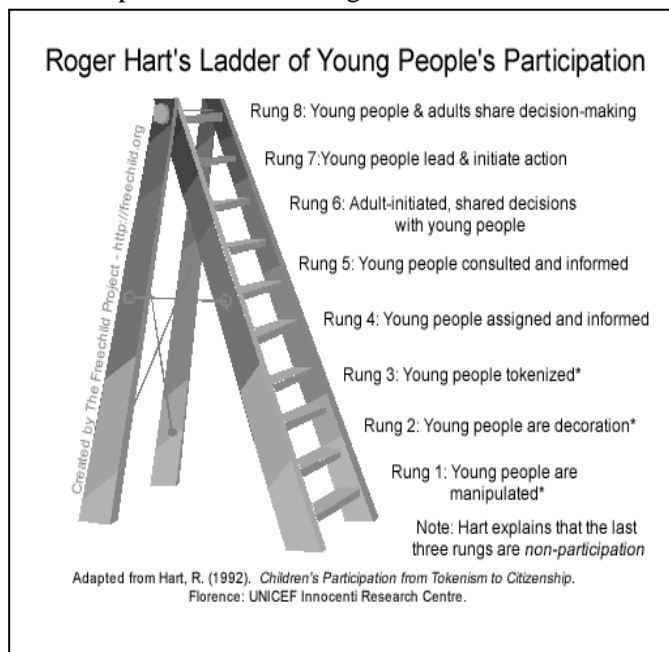 Roger Hart's Ladder of Young People's Participation
Rung 8: Young people & adults share decision-making
Rung 7:Young people lead & initiate action
Rung 6: Adult-initiated, shared decisions
with young people
Rung 5: Young people consulted and informed
Rung 4: Young people assigned and informed
Rung 3: Young people tokenized*
Rung 2: Young people are decoration*
Rung 1: Young people are
manipulated*
Note: Hart explains that the last
three rungs are non-participation
Created by The Freechild Project - http://freechild.org
Adapted from Hart, R. (1992). Children's Participation from Tokenism to Citizenship.
Florence: UNICEF Innocenti Research Centre.